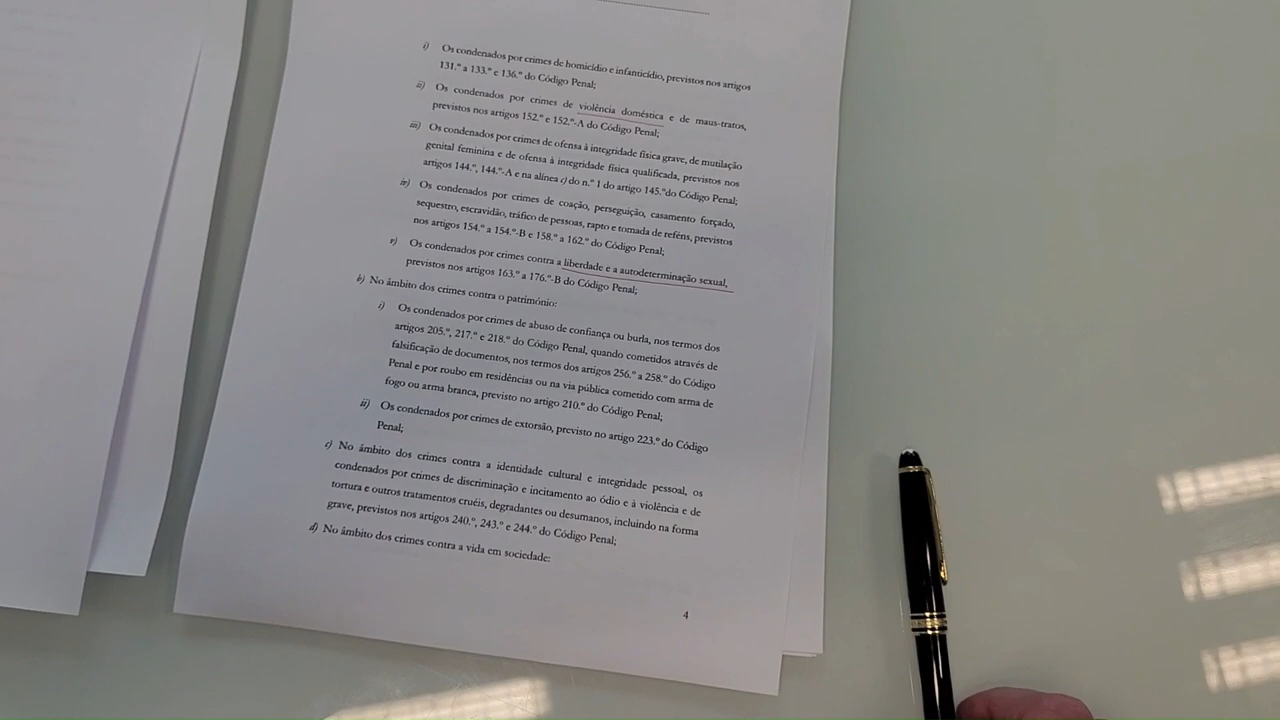 i) Os condenados por crimes de homicídio e infanticídio, previstos nos artigos
131.º a 133.º e 136.º do Código Penal;
ii) Os condenados por crimes de violência doméstica e de maus-tratos,
previstos nos artigos 152.º e 152.º-A do Código Penal;
iii) Os condenados por crimes de ofensa à integridade física grave, de mutilação
genital feminina e de ofensa à integridade física qualificada, previstos nos
artigos 144.º, 144.º-A e na alínea c) do n.º 1 do artigo 145.ºdo Código Penal;
iv) Os condenados por crimes de coação, perseguição, casamento forçado,
sequestro, escravidão, tráfico de pessoas, rapto e tomada de reféns, previstos
nos artigos 154.º a 154.º-B e 158.º a 162.º do Código Penal;
v) Os condenados por crimes contra a liberdade e a autodeterminação sexual,
previstos nos artigos 163.º a 176.º-B do Código Penal;
b) No âmbito dos crimes contra o património:
i) Os condenados por crimes de abuso de confiança ou burla, nos termos dos
artigos 205.º, 217.º e 218.º do Código Penal, quando cometidos através de
falsificação de documentos, nos termos dos artigos 256.º a 258.º do Código
Penal e por roubo em residências ou na via pública cometido com arma de
fogo ou arma branca, previsto no artigo 210.º do Código Penal;
ii) Os condenados por crimes de extorsão, previsto no artigo 223.º do Código
Penal;
c) No âmbito dos crimes contra a identidade cultural e integridade pessoal, os
condenados por crimes de discriminação e incitamento ao ódio e à violência e de
tortura e outros tratamentos cruéis, degradantes ou desumanos, incluindo na forma
grave, previstos nos artigos 240.º, 243.º e 244.º do Código Penal;
d) No âmbito dos crimes contra a vida em sociedade:
4